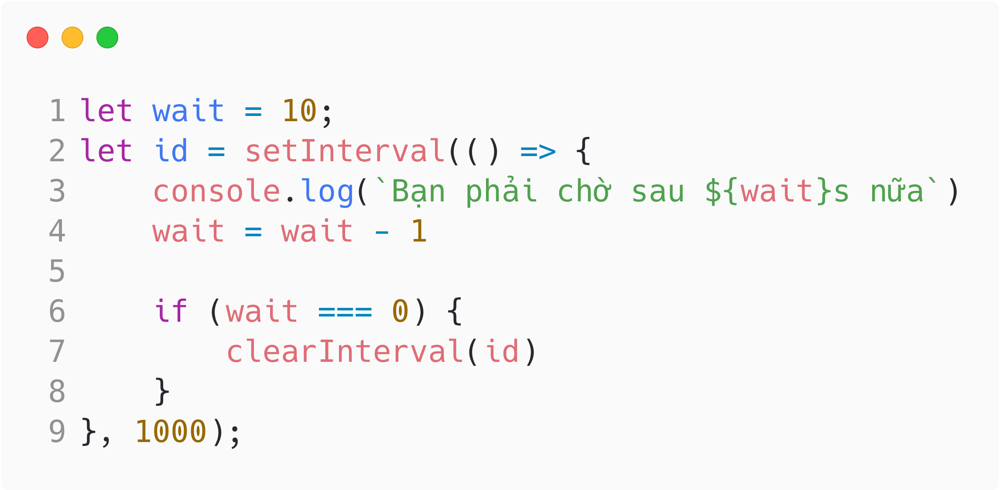 1 let wait = 10;
2 let id = setInterval(() => {
3     console.log(`Bạn phải chờ sau ${wait}s nữa`)
4     wait = wait - 1
5
6     if (wait === 0) {
7         clearInterval(id)
8     }
9 }, 1000);